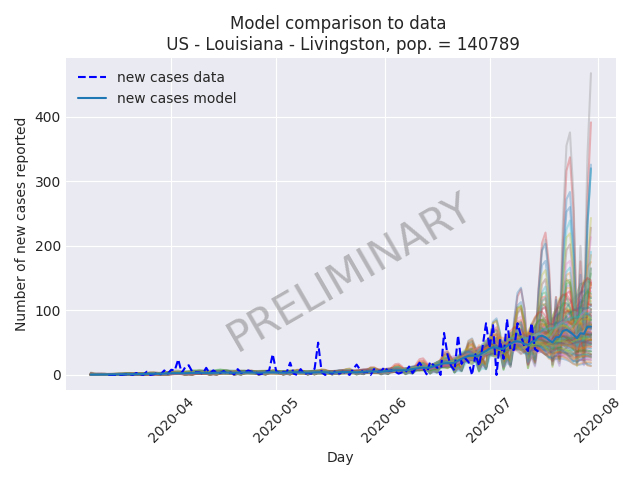 Model comparison to data
US - Louisiana - Livingston, pop. = 140789
new cases data
new cases model
PRELIMINARY
Number of new cases reported
400
300
200
100
0
2020-04
2020-05
2020-06
2020-07
2020-08
Day